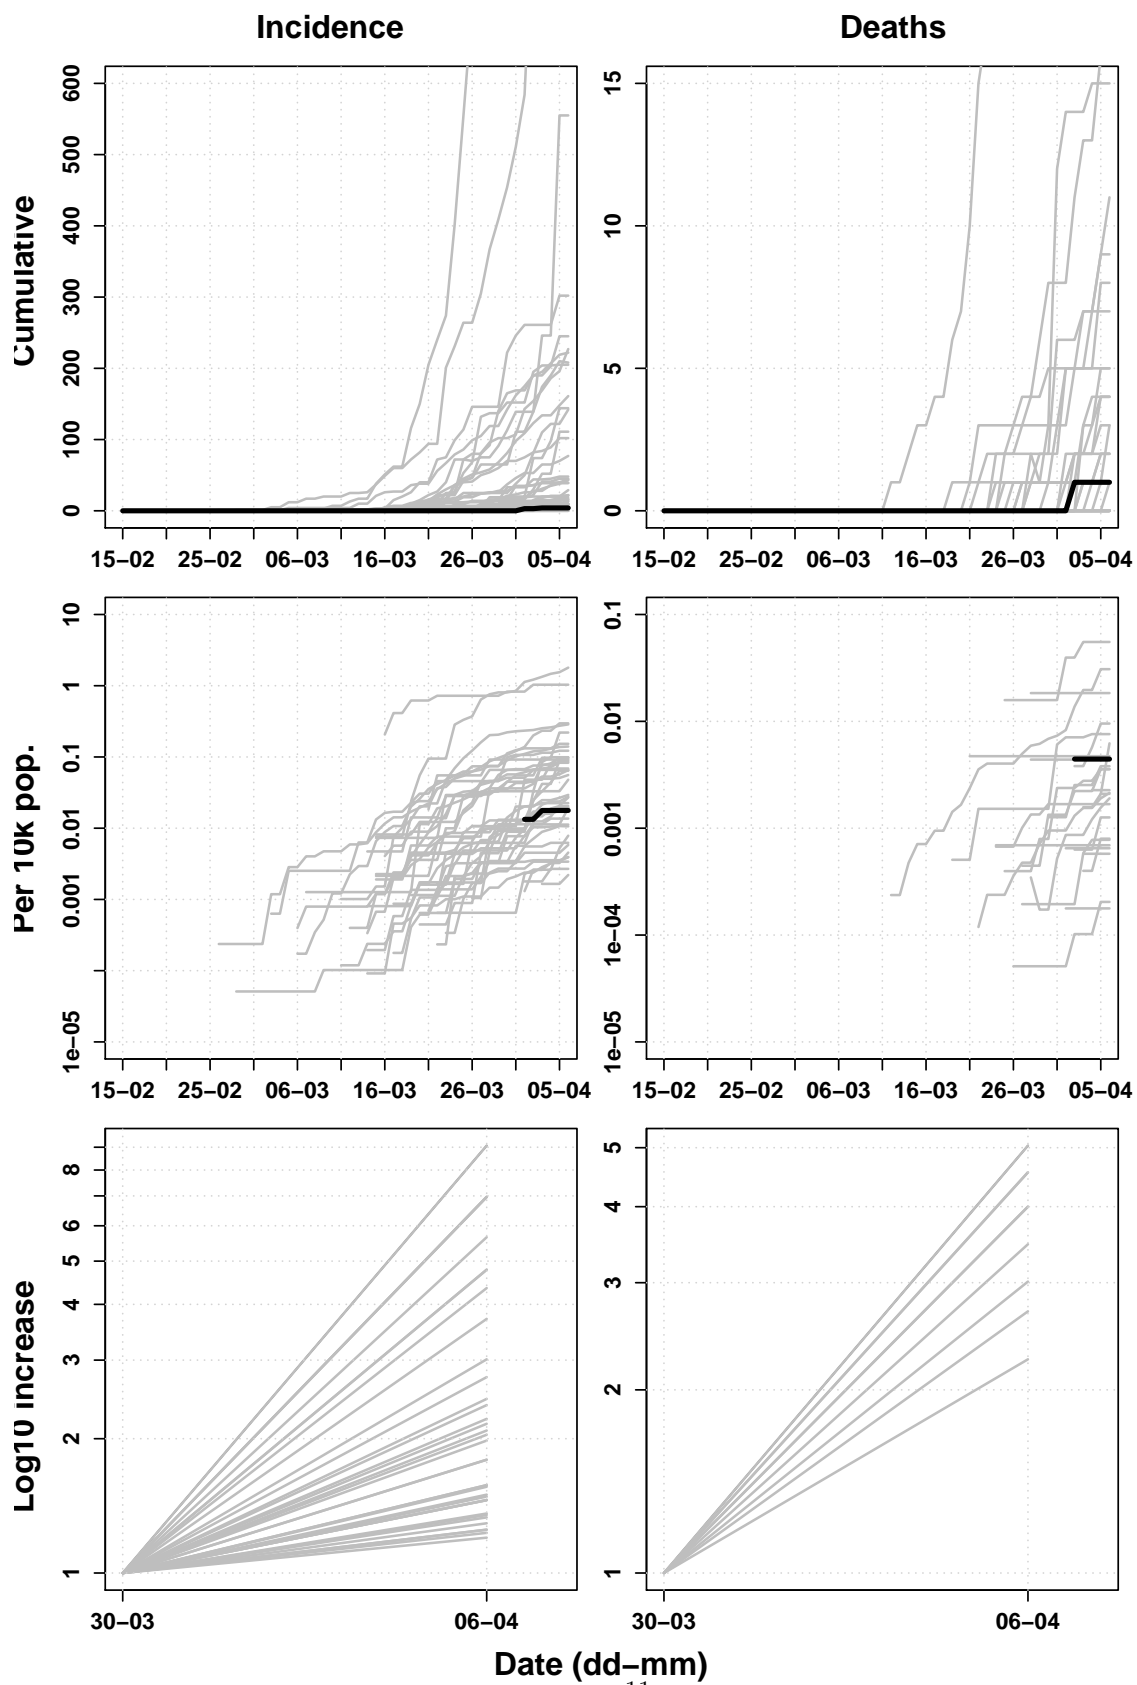 Incidence Deaths
Cumulative
600
500
400
300
200
100
0
15
10
5
0
15−02 25−02 06−03 16−03 26−03 05−04
15−02 25−02 06−03 16−03 26−03 05−04
Per 10k pop.
10
1
0.1
0.01
0.001
1e−05
0.1
0.01
0.001
1e−04
1e−05
15−02 25−02 06−03 16−03 26−03 05−04
15−02 25−02 06−03 16−03 26−03 05−04
Log10 increase
8
6
5
4
3
2
1
5
4
3
2
1
30−03 06−04
30−03 06−04
Date (dd−mm)
11